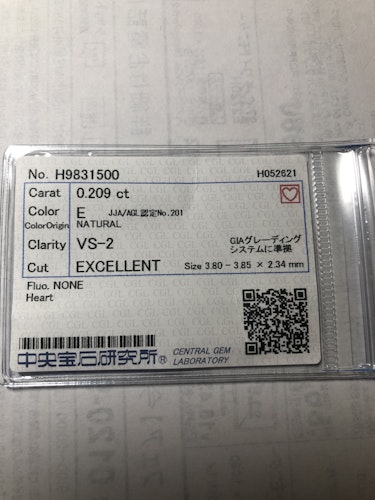 No. H9831500 H052621
Carat 0.209 ct
Color E JJA/AGL認定No.201
ColorOrigin NATURAL
Clarity VS-2 GIAグレーディング
システムに準拠
Cut EXCELLENT Size 3.80 - 3.85 × 2.34 mm
Fluo. NONE
Heart
中央宝石研究所® CENTRAL GEM
LABORATORY.